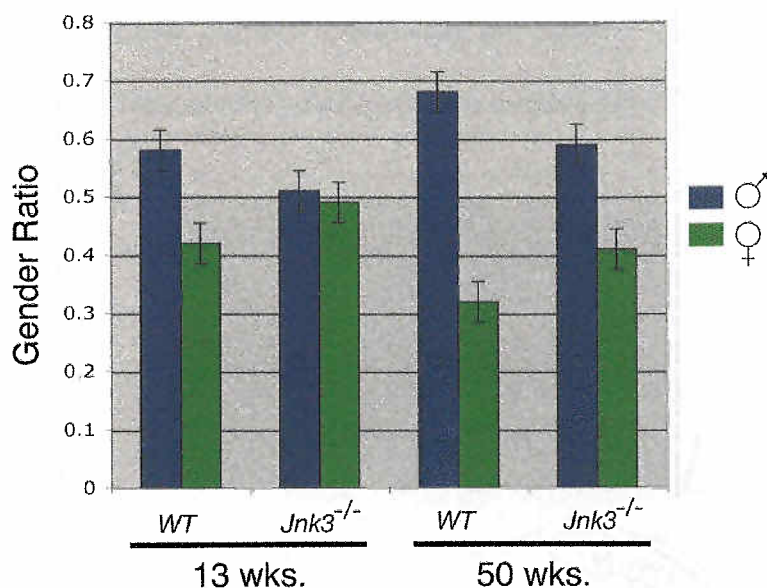 Gender Ratio
0.8
0.7
0.6
0.5
0.4
0.3
0.2
0.1
0
WT
Jnk3-/-
WT
Jnk3-/-
13 wks.
50 wks.
♂
♀